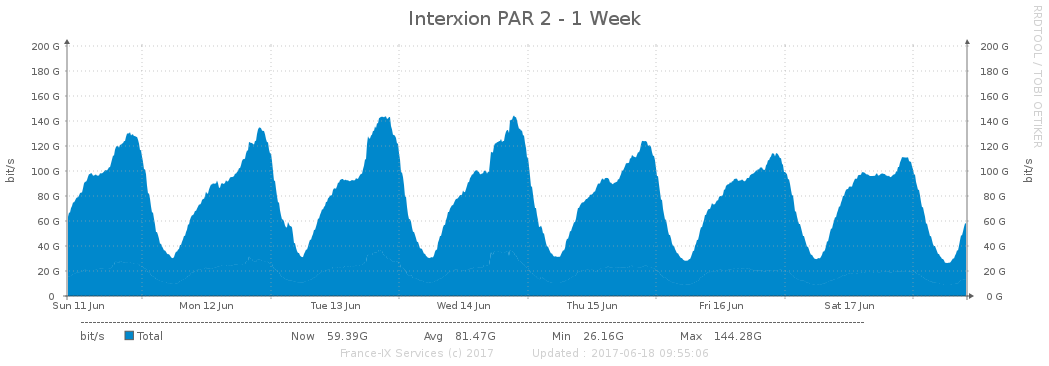 Interxion PAR 2 - 1 Week
RRDTOOL / TOBI OETIKER
200 G 200 G
180 G 180 G
160 G 160 G
140 G 140 G
120 G 120 G
100 G 100 G
80 G 80 G
60 G 60 G
40 G 40 G
20 G 20 G
0 0 G
bit/s
bit/s
Sun 11 Jun Mon 12 Jun Tue 13 Jun Wed 14 Jun Thu 15 Jun Fri 16 Jun Sat 17 Jun
bit/s Total Now 59.39G Avg 81.47G Min 26.16G Max 144.28G
France-IX Services (c) 2017 Updated : 2017-06-18 09:55:06